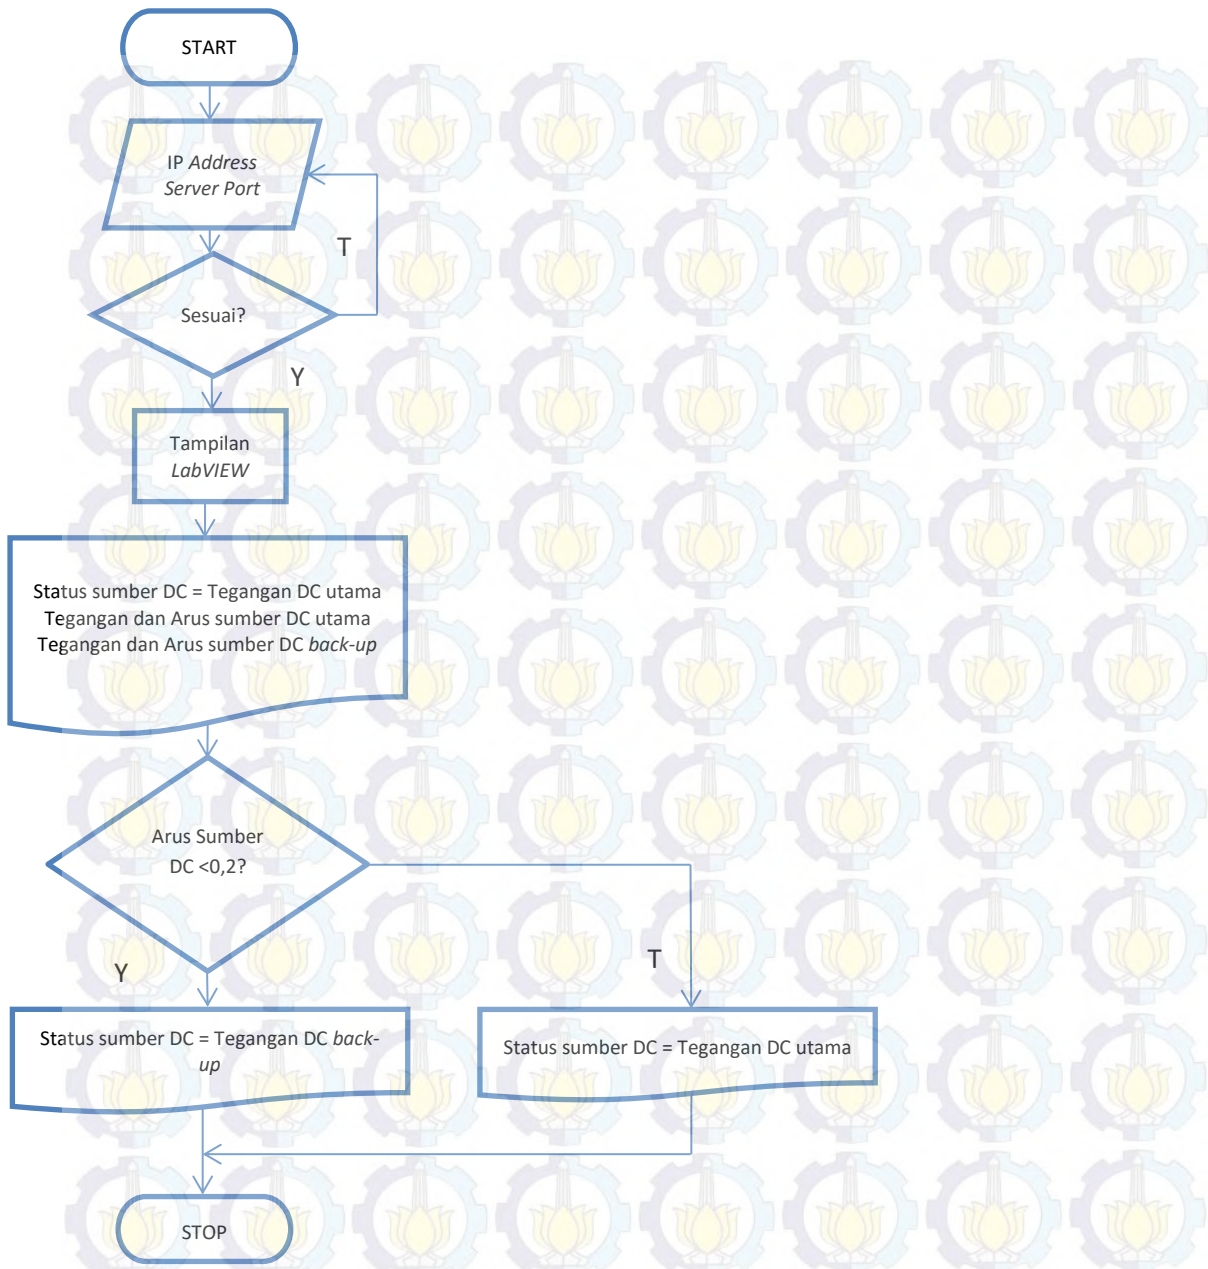 START
IP Address
Server Port
T
Sesuai?
Y
Tampilan
LabVIEW
Status sumber DC = Tegangan DC utama
Tegangan dan Arus sumber DC utama
Tegangan dan Arus sumber DC back-up
Arus Sumber
DC <0,2?
Y
T
Status sumber DC = Tegangan DC back-
up
Status sumber DC = Tegangan DC utama
STOP